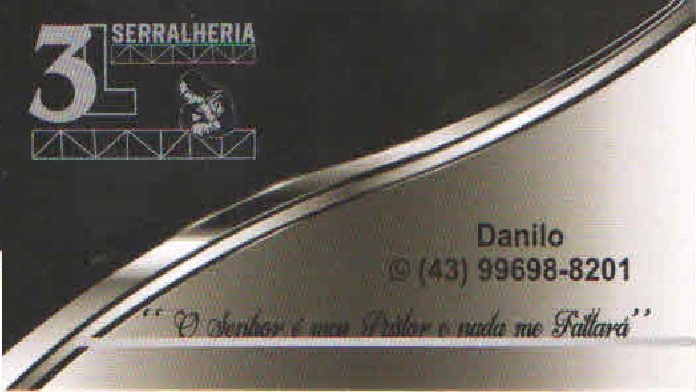 3L SERRALHERIA
Danilo
(43) 99698-8201
“ O Senhor é meu Pastor e nada me Faltará”